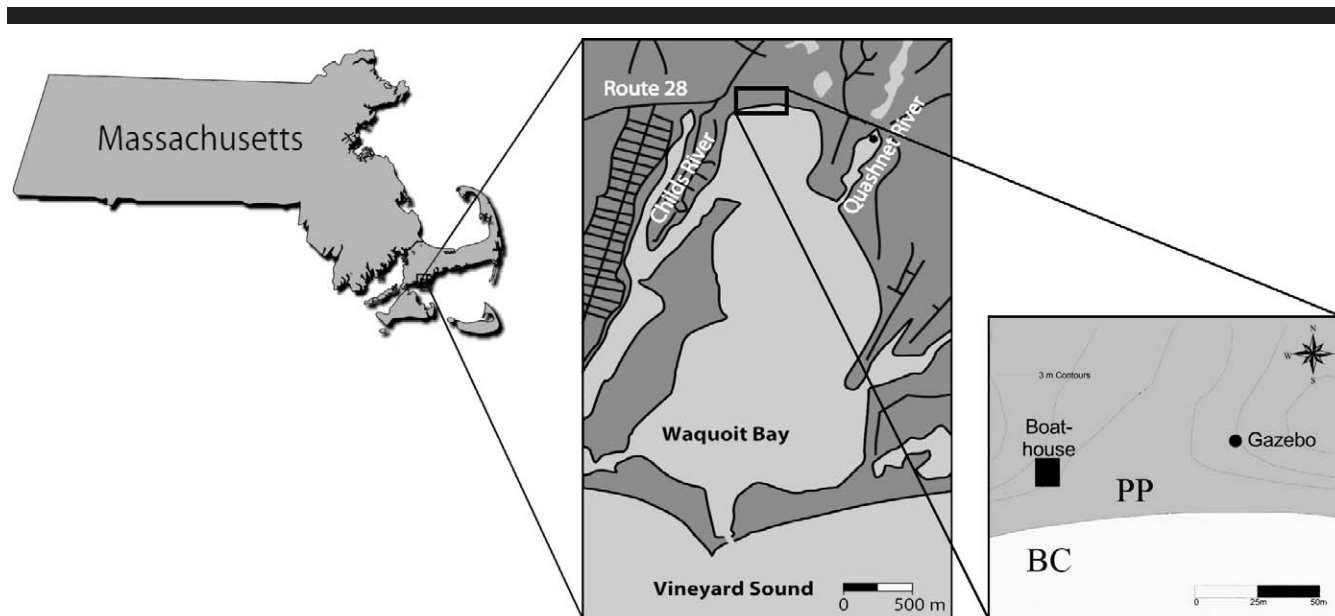 Massachusetts
Route 28
Childs River
Quashnet River
Waquoit Bay
Vineyard Sound
0 500 m
N
W E
S
3 m Contours
Boat-
house
Gazebo
PP
BC
0 25m 50m